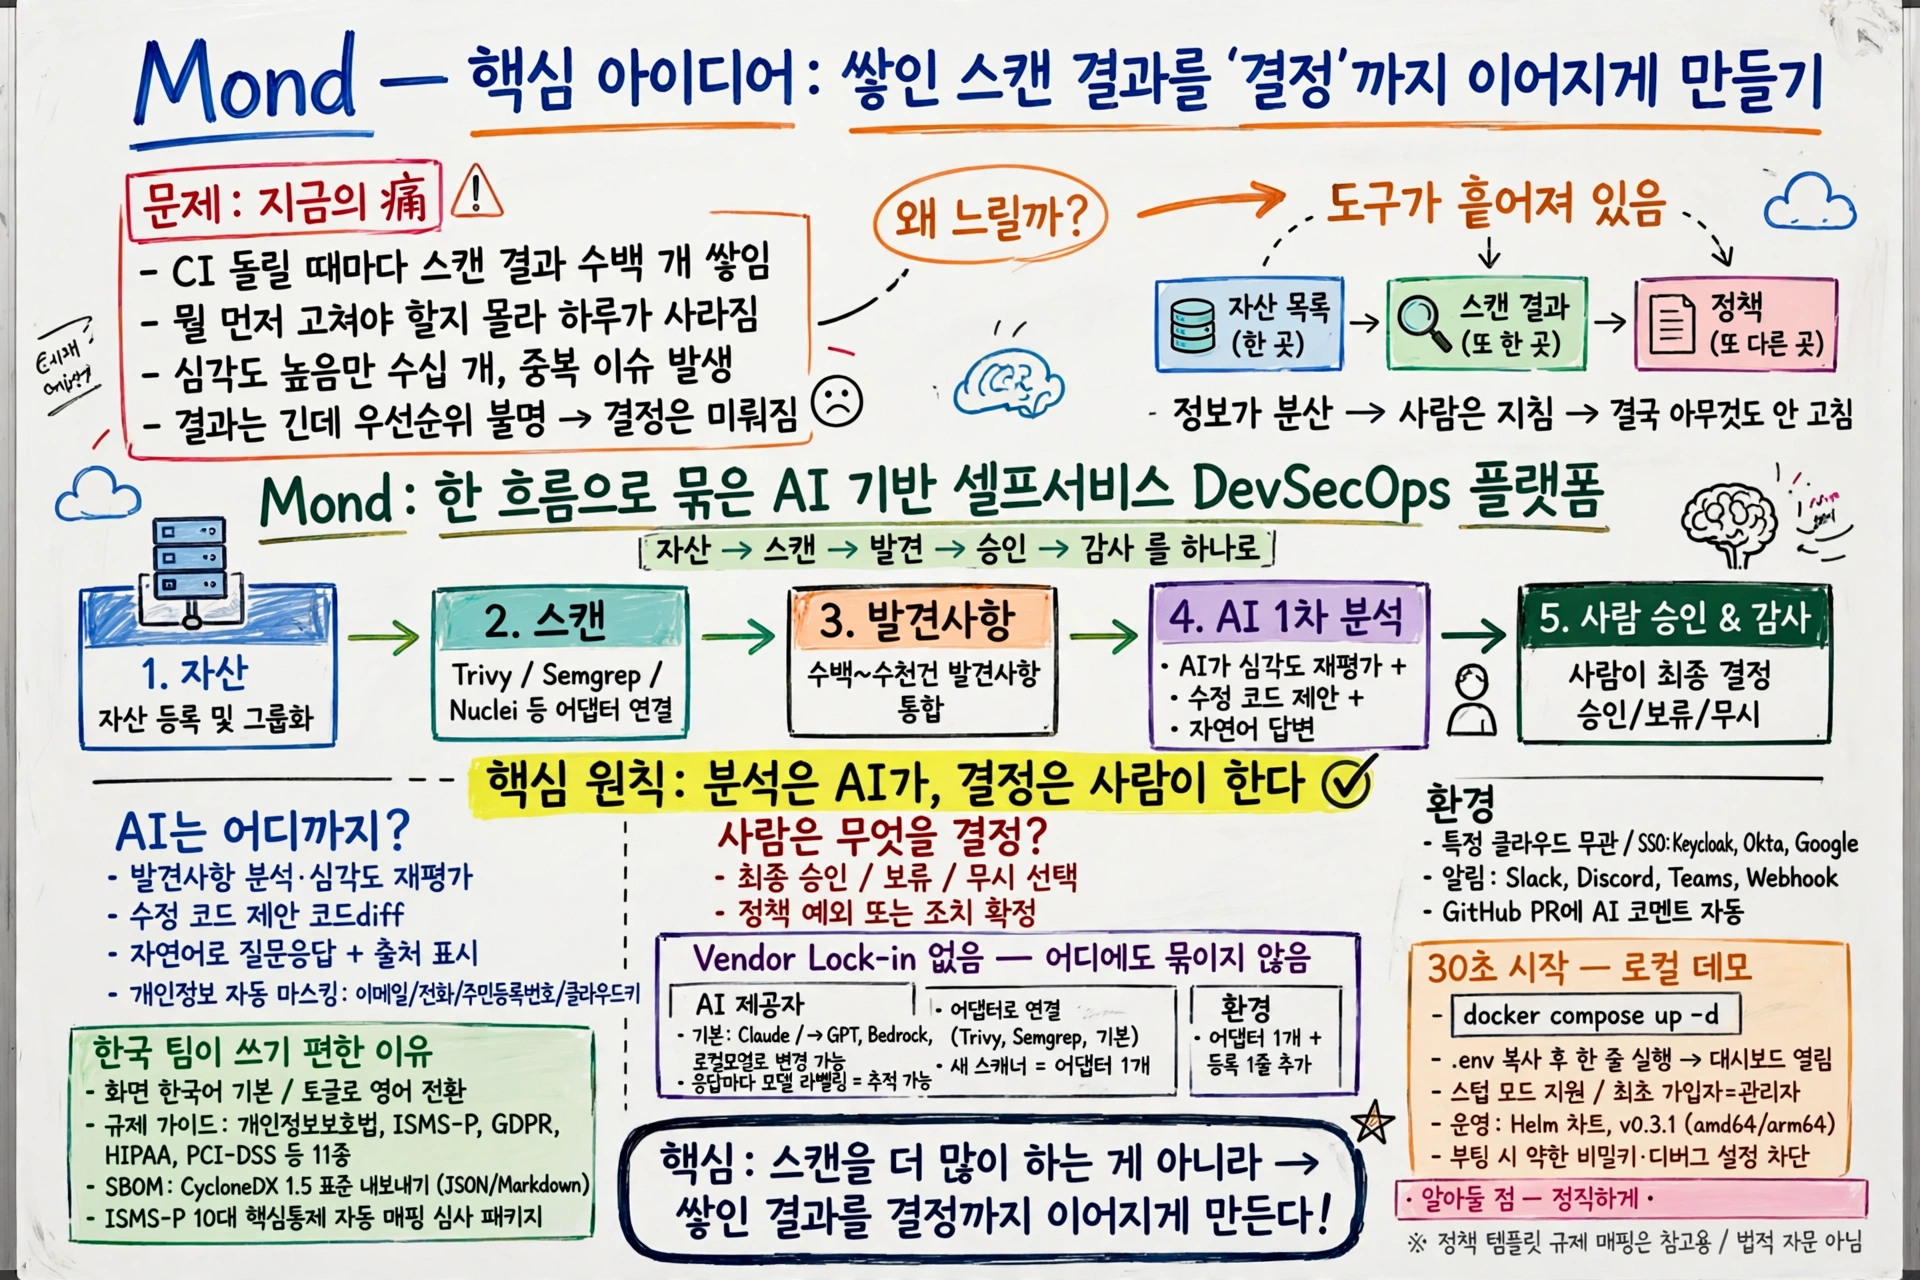 Mond — 핵심 아이디어: 쌓인 스캔 결과를 ‘결정’까지 이어지게 만들기
문제: 지금의 痛
- CI 돌릴 때마다 스캔 결과 수백 개 쌓임
- 뭘 먼저 고쳐야 할지 몰라 하루가 사라짐
- 심각도 높음만 수십 개, 중복 이슈 발생
- 결과는 긴데 우선순위 불명 → 결정은 미뤄짐
왜 느릴까?
도구가 흩어져 있음
자산 목록
(한 곳)
스캔 결과
(또 한 곳)
정책
(또 다른 곳)
- 정보가 분산 → 사람은 지침 → 결국 아무것도 안 고침
Mond: 한 흐름으로 묶은 AI 기반 셀프서비스 DevSecOps 플랫폼
자산 → 스캔 → 발견 → 승인 → 감사 를 하나로
1. 자산
자산 등록 및 그룹화
2. 스캔
Trivy / Semgrep /
Nuclei 등 어댑터 연결
3. 발견사항
수백~수천건 발견사항
통합
4. AI 1차 분석
• AI가 심각도 재평가 +
• 수정 코드 제안 +
• 자연어 답변
5. 사람 승인 & 감사
사람이 최종 결정
승인/보류/무시
핵심 원칙: 분석은 AI가, 결정은 사람이 한다
AI는 어디까지?
- 발견사항 분석·심각도 재평가
- 수정 코드 제안 코드diff
- 자연어로 질문응답 + 출처 표시
- 개인정보 자동 마스킹: 이메일/전화/주민등록번호/클라우드키
사람은 무엇을 결정?
- 최종 승인 / 보류 / 무시 선택
- 정책 예외 또는 조치 확정
환경
- 특정 클라우드 무관 / SSO: Keycloak, Okta, Google
- 알림: Slack, Discord, Teams, Webhook
- GitHub PR에 AI 코멘트 자동
Vendor Lock-in 없음 — 어디에도 묶이지 않음
AI 제공자
• 기본: Claude / → GPT, Bedrock,
로컬모얼로 변경 가능
• 응답마다 모델 라벨링 = 추적 가능
• 어댑터로 연결
(Trivy, Semgrep, 기본)
• 새 스캐너 = 어댑터 1개
환경
• 어댑터 1개 +
등록 1줄 추가
30초 시작 — 로컬 데모
- docker compose up -d
- .env 복사 후 한 줄 실행 → 대시보드 열림
- 스텁 모드 지원 / 최초 가입자=관리자
- 운영: Helm 차트, v0.3.1 (amd64/arm64)
- 부팅 시 약한 비밀키·디버그 설정 차단
한국 팀이 쓰기 편한 이유
- 화면 한국어 기본 / 토글로 영어 전환
- 규제 가이드: 개인정보보호법, ISMS-P, GDPR,
HIPAA, PCI-DSS 등 11종
- SBOM: CycloneDX 1.5 표준 내보내기 (JSON/Markdown)
- ISMS-P 10대 핵심통제 자동 매핑 심사 패키지
핵심: 스캔을 더 많이 하는 게 아니라 →
쌓인 결과를 결정까지 이어지게 만든다!
· 알아둘 점 — 정직하게 ·
※ 정책 템플릿 규제 매핑은 참고용 / 법적 자문 아님